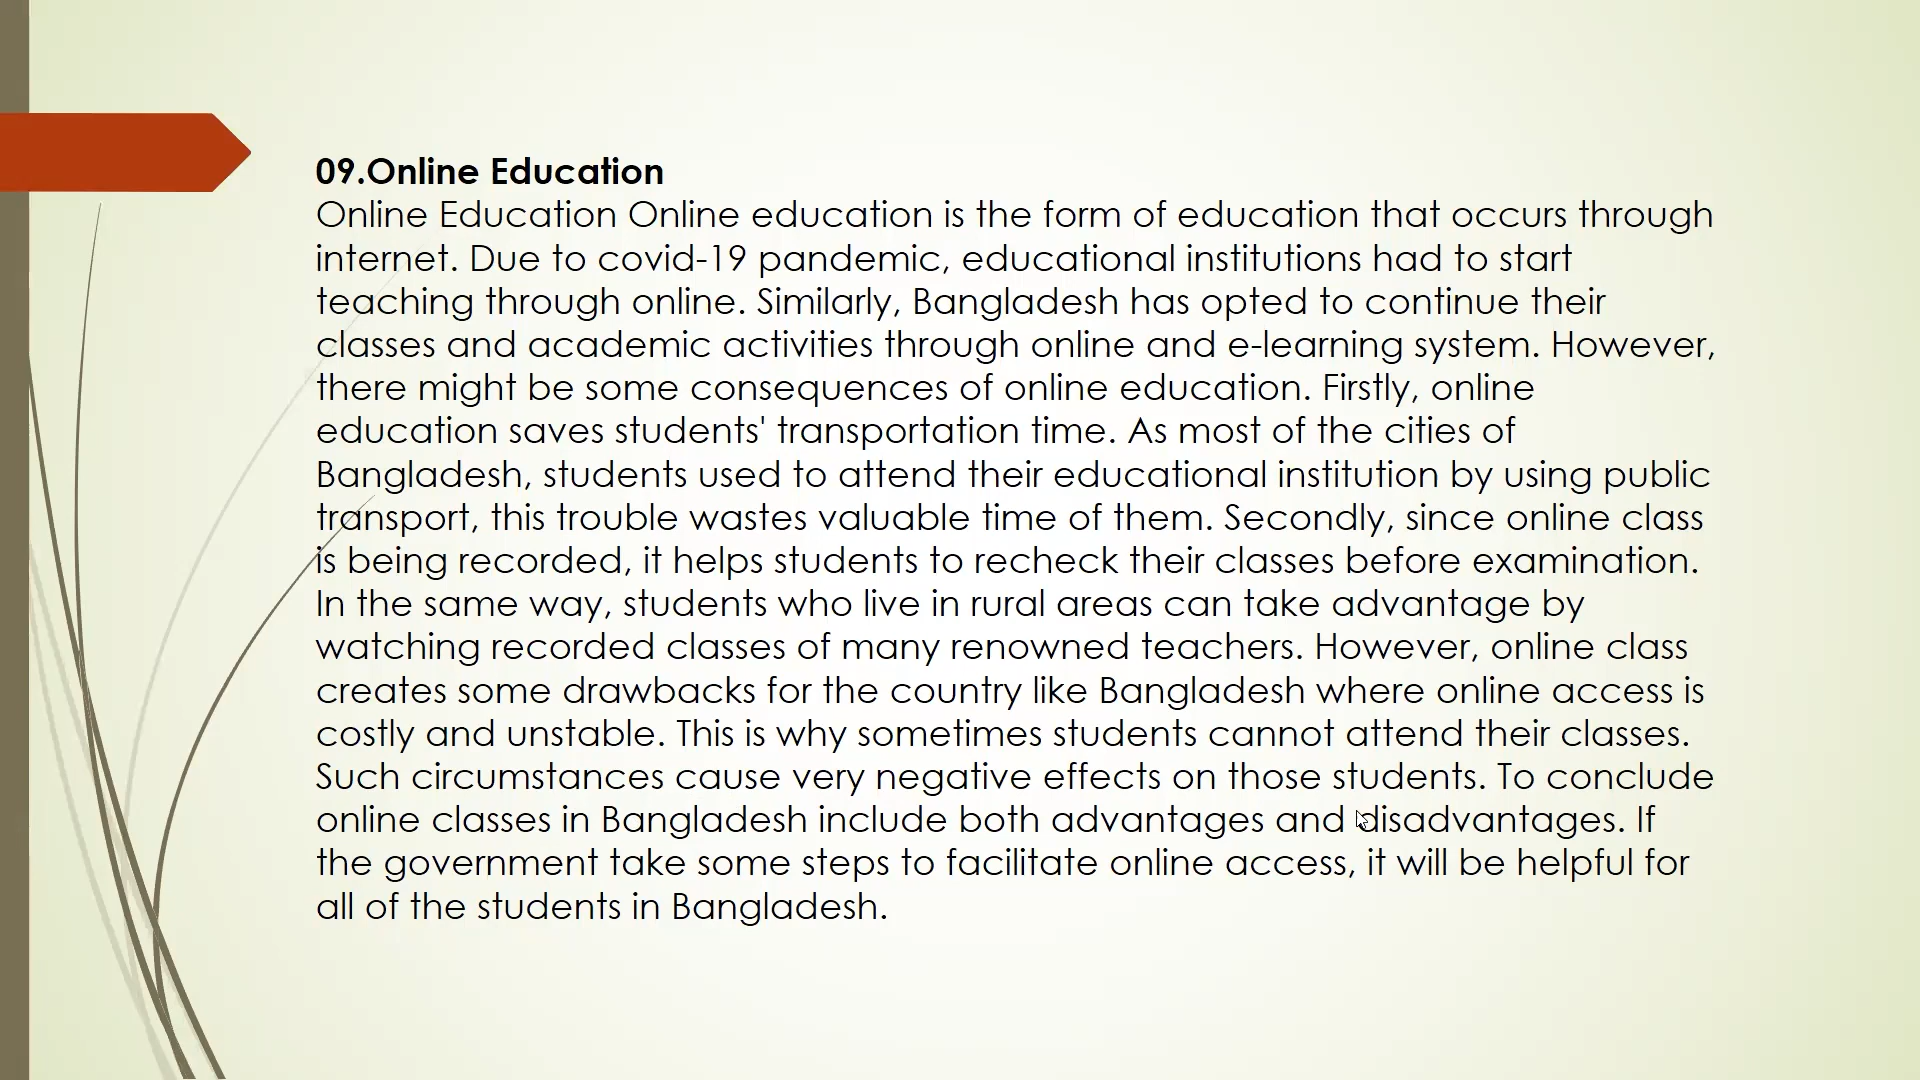 09.Online Education
Online Education Online education is the form of education that occurs through
internet. Due to covid-19 pandemic, educational institutions had to start
teaching through online. Similarly, Bangladesh has opted to continue their
classes and academic activities through online and e-learning system. However,
there might be some consequences of online education. Firstly, online
education saves students' transportation time. As most of the cities of
Bangladesh, students used to attend their educational institution by using public
transport, this trouble wastes valuable time of them. Secondly, since online class
is being recorded, it helps students to recheck their classes before examination.
In the same way, students who live in rural areas can take advantage by
watching recorded classes of many renowned teachers. However, online class
creates some drawbacks for the country like Bangladesh where online access is
costly and unstable. This is why sometimes students cannot attend their classes.
Such circumstances cause very negative effects on those students. To conclude
online classes in Bangladesh include both advantages and disadvantages. If
the government take some steps to facilitate online access, it will be helpful for
all of the students in Bangladesh.